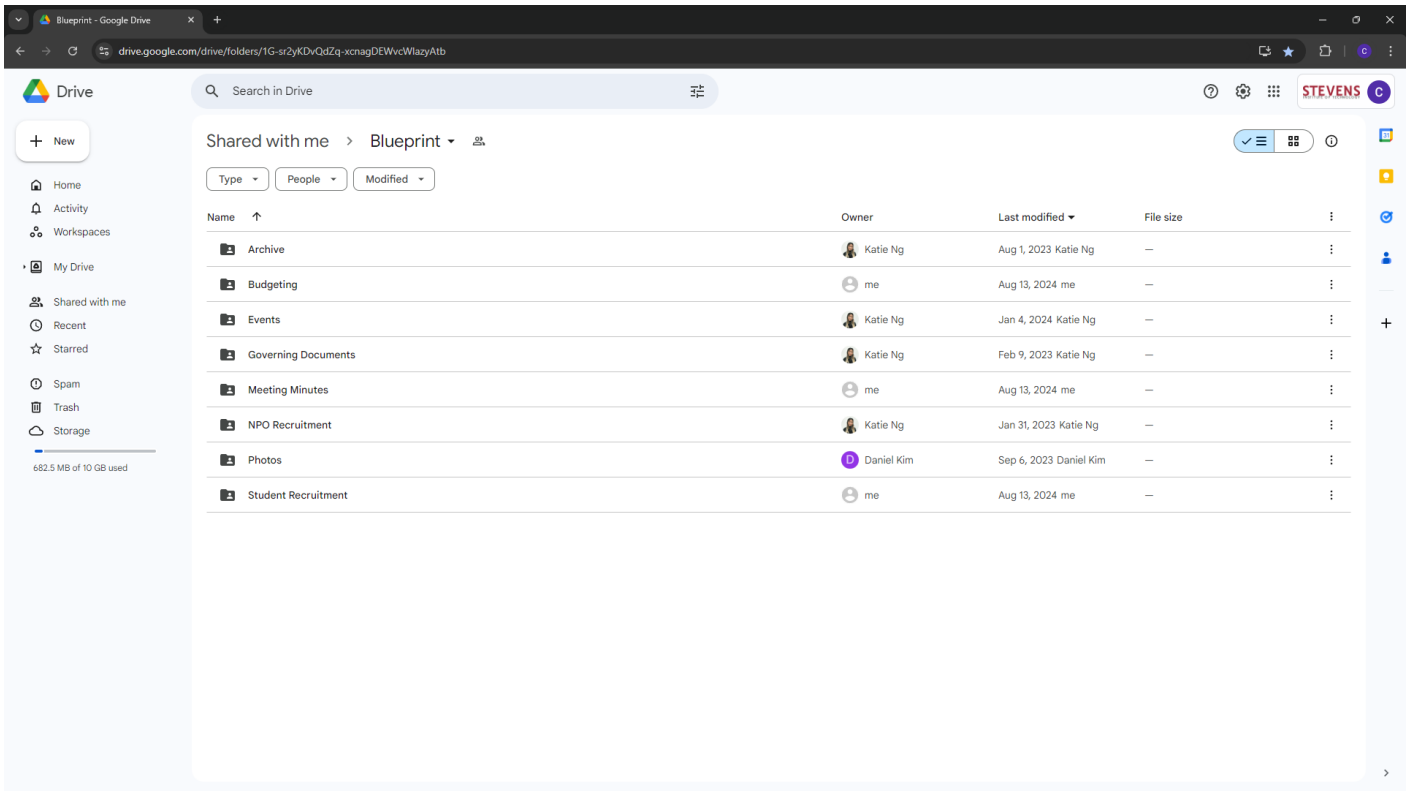 Blueprint - Google Drive
drive.google.com/drive/folders/1G-sr2yKDvQdZq-xcnagDEWvcWlazyAtb
C
Drive
Search in Drive
STEVENS
C
New
Shared with me > Blueprint
31
Home
Type People Modified
Activity
Name Owner Last modified File size
Workspaces
Archive Katie Ng Aug 1, 2023 Katie Ng —
My Drive
Budgeting me Aug 13, 2024 me —
Shared with me
Events Katie Ng Jan 4, 2024 Katie Ng —
Recent
Starred
Governing Documents Katie Ng Feb 9, 2023 Katie Ng —
Spam
Meeting Minutes me Aug 13, 2024 me —
Trash
NPO Recruitment Katie Ng Jan 31, 2023 Katie Ng —
Storage
682.5 MB of 10 GB used
Photos D Daniel Kim Sep 6, 2023 Daniel Kim —
Student Recruitment me Aug 13, 2024 me —